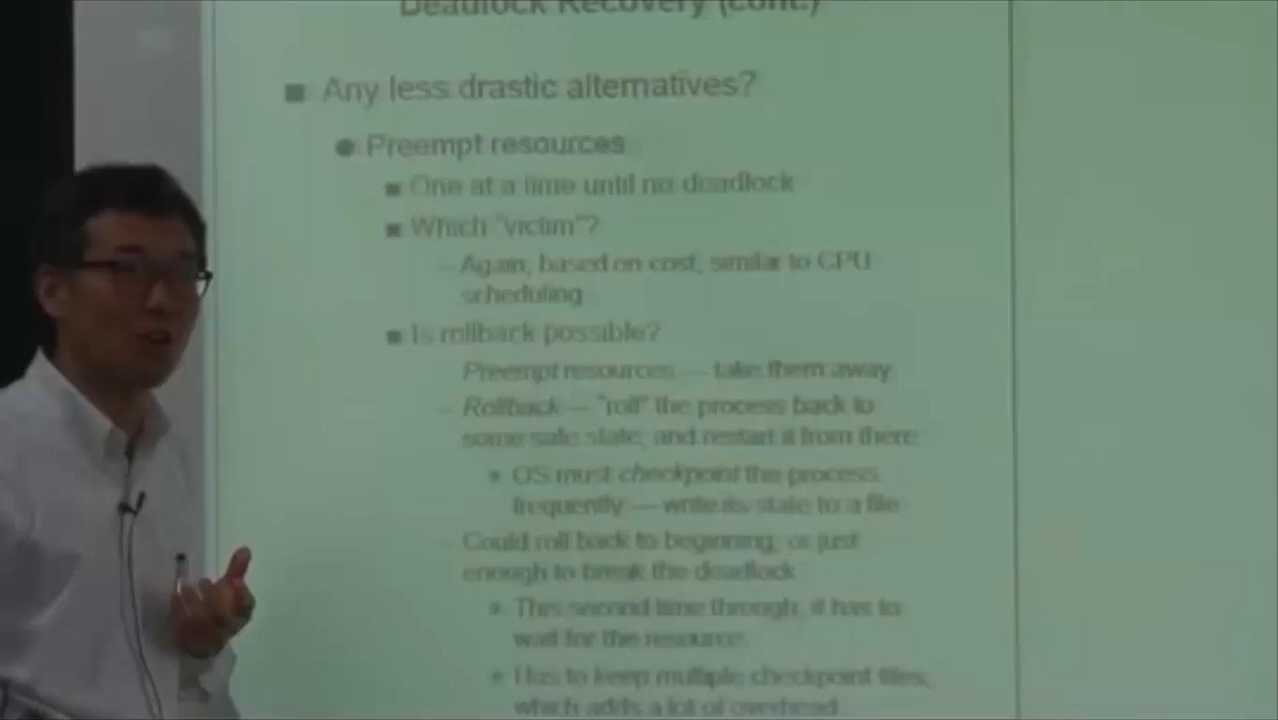 Deadlock Recovery (cont.)
■ Any less drastic alternatives?
● Preempt resources
■ One at a time until no deadlock
■ Which "victim"?
– Again, based on cost, similar to CPU
scheduling
■ Is rollback possible?
Preempt resources — take them away
– Rollback — "roll" the process back to
some safe state, and restart it from there
OS must checkpoint the process
frequently — write its state to a file
– Could roll back to beginning, or just
enough to break the deadlock
This second time through, it has to
wait for the resource
Has to keep multiple checkpoint files,
which adds a lot of overhead